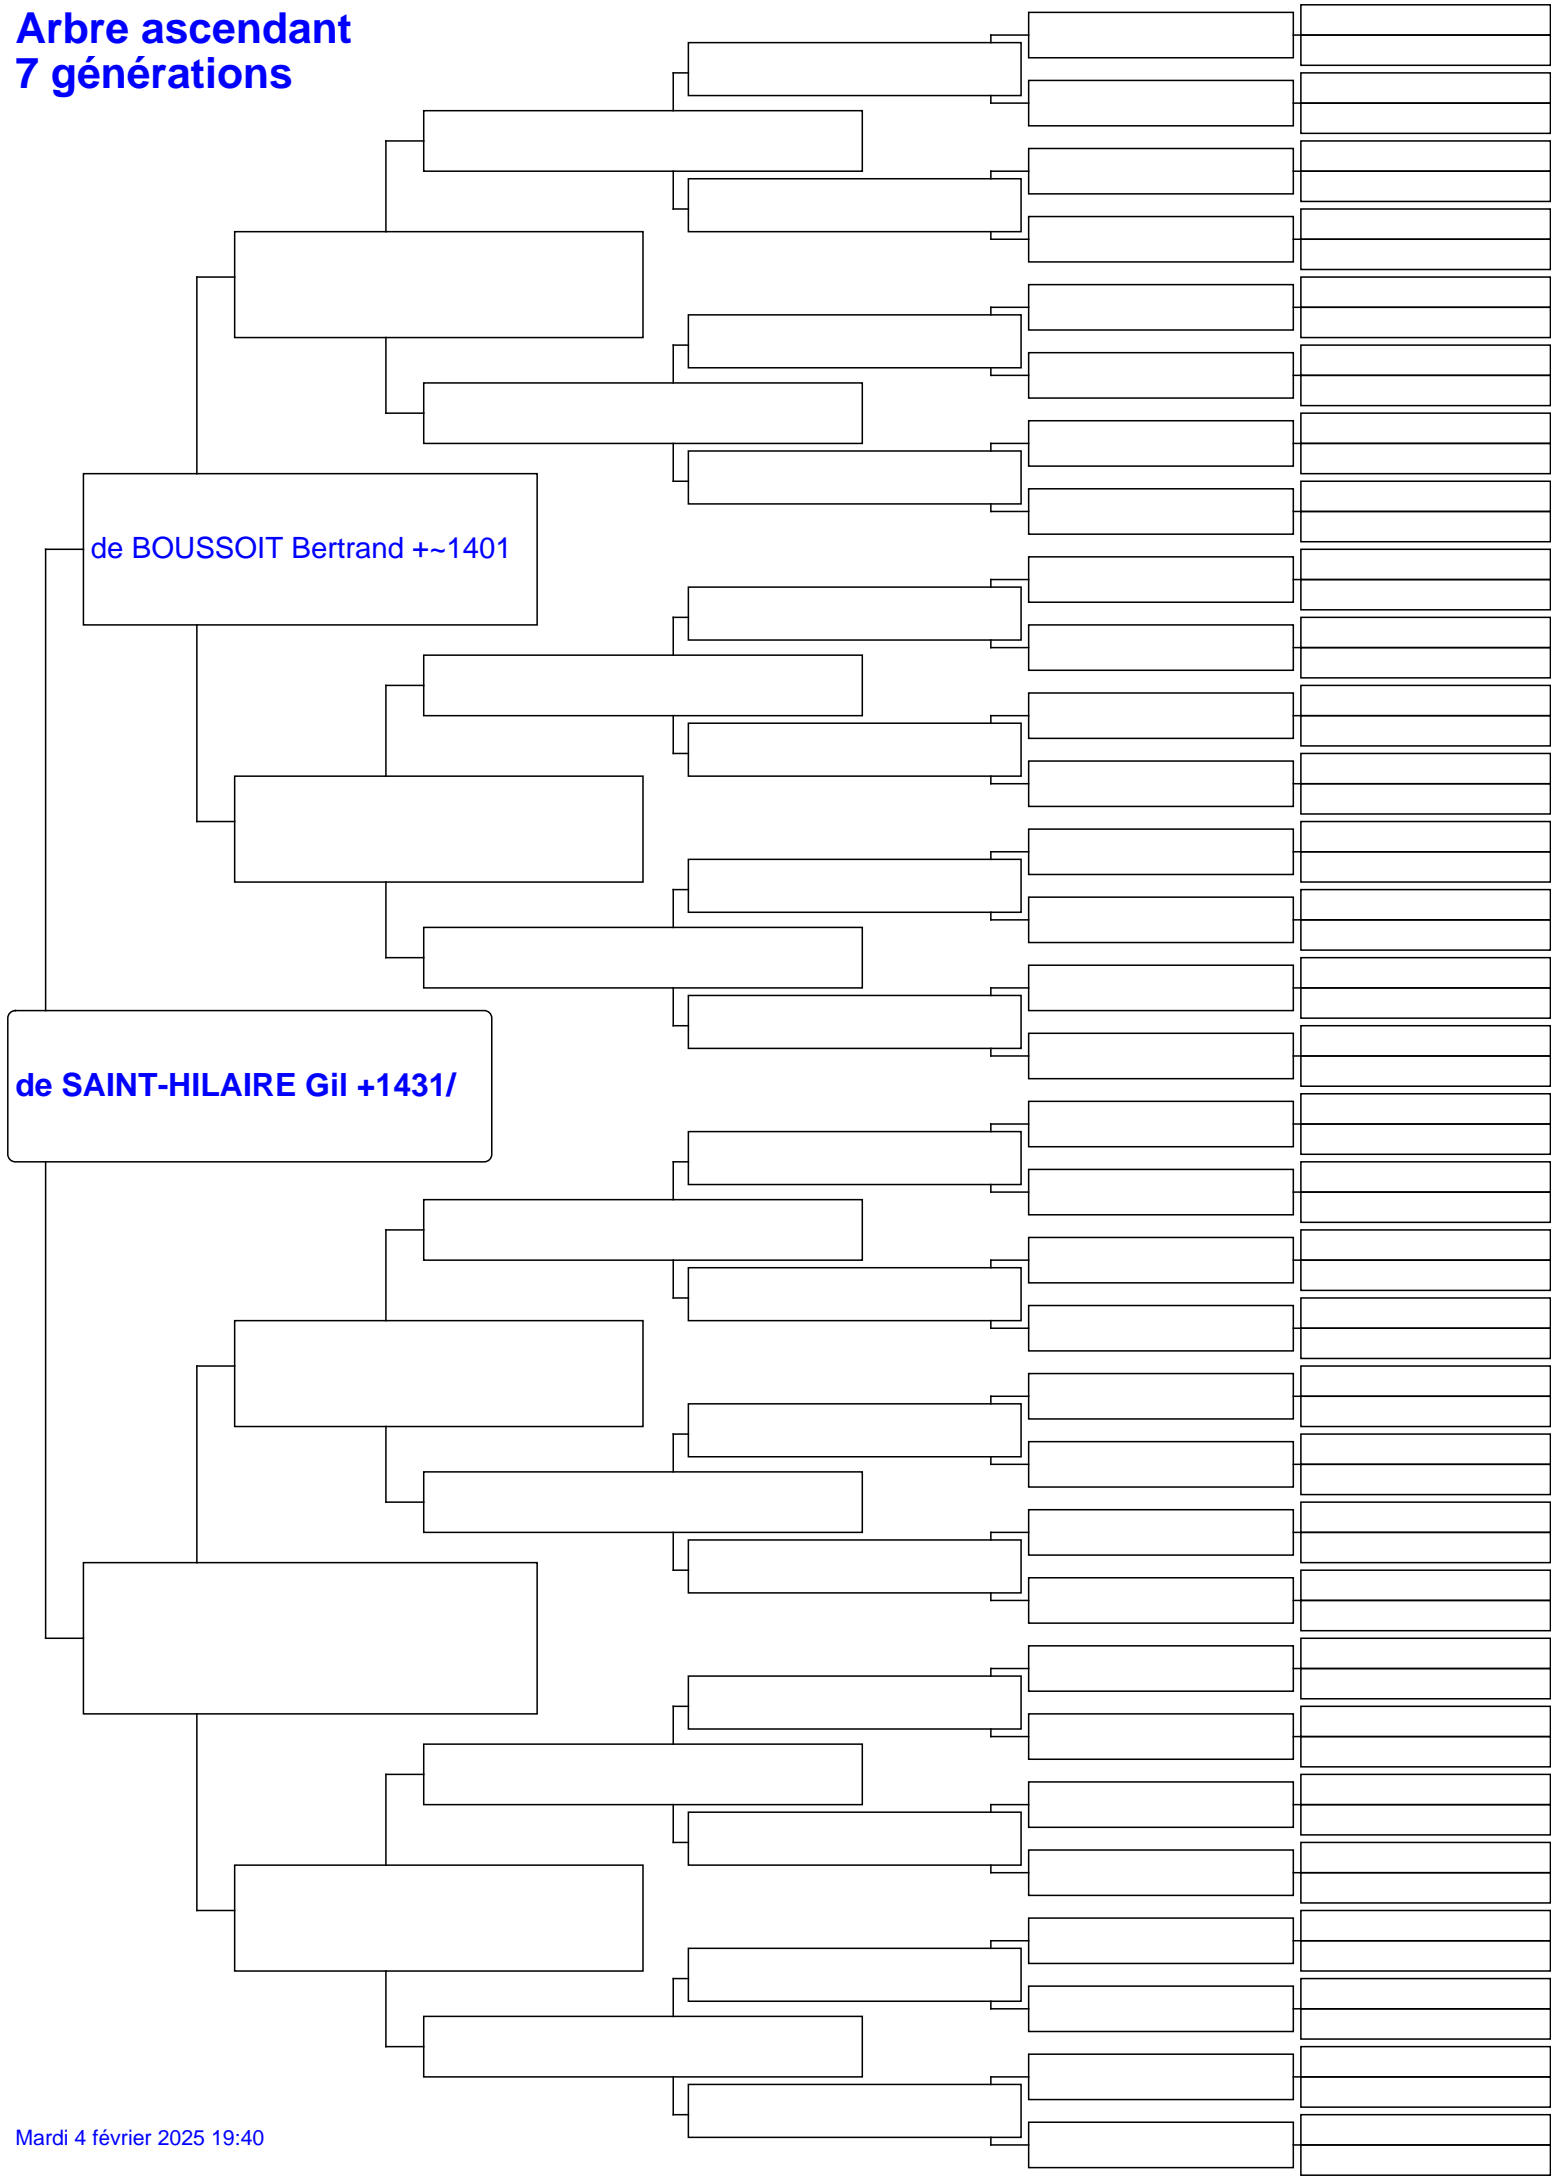 Arbre ascendant
7 générations
de BOUSSOIT Bertrand +~1401
de SAINT-HILAIRE Gil +1431/
Mardi 4 février 2025 19:40